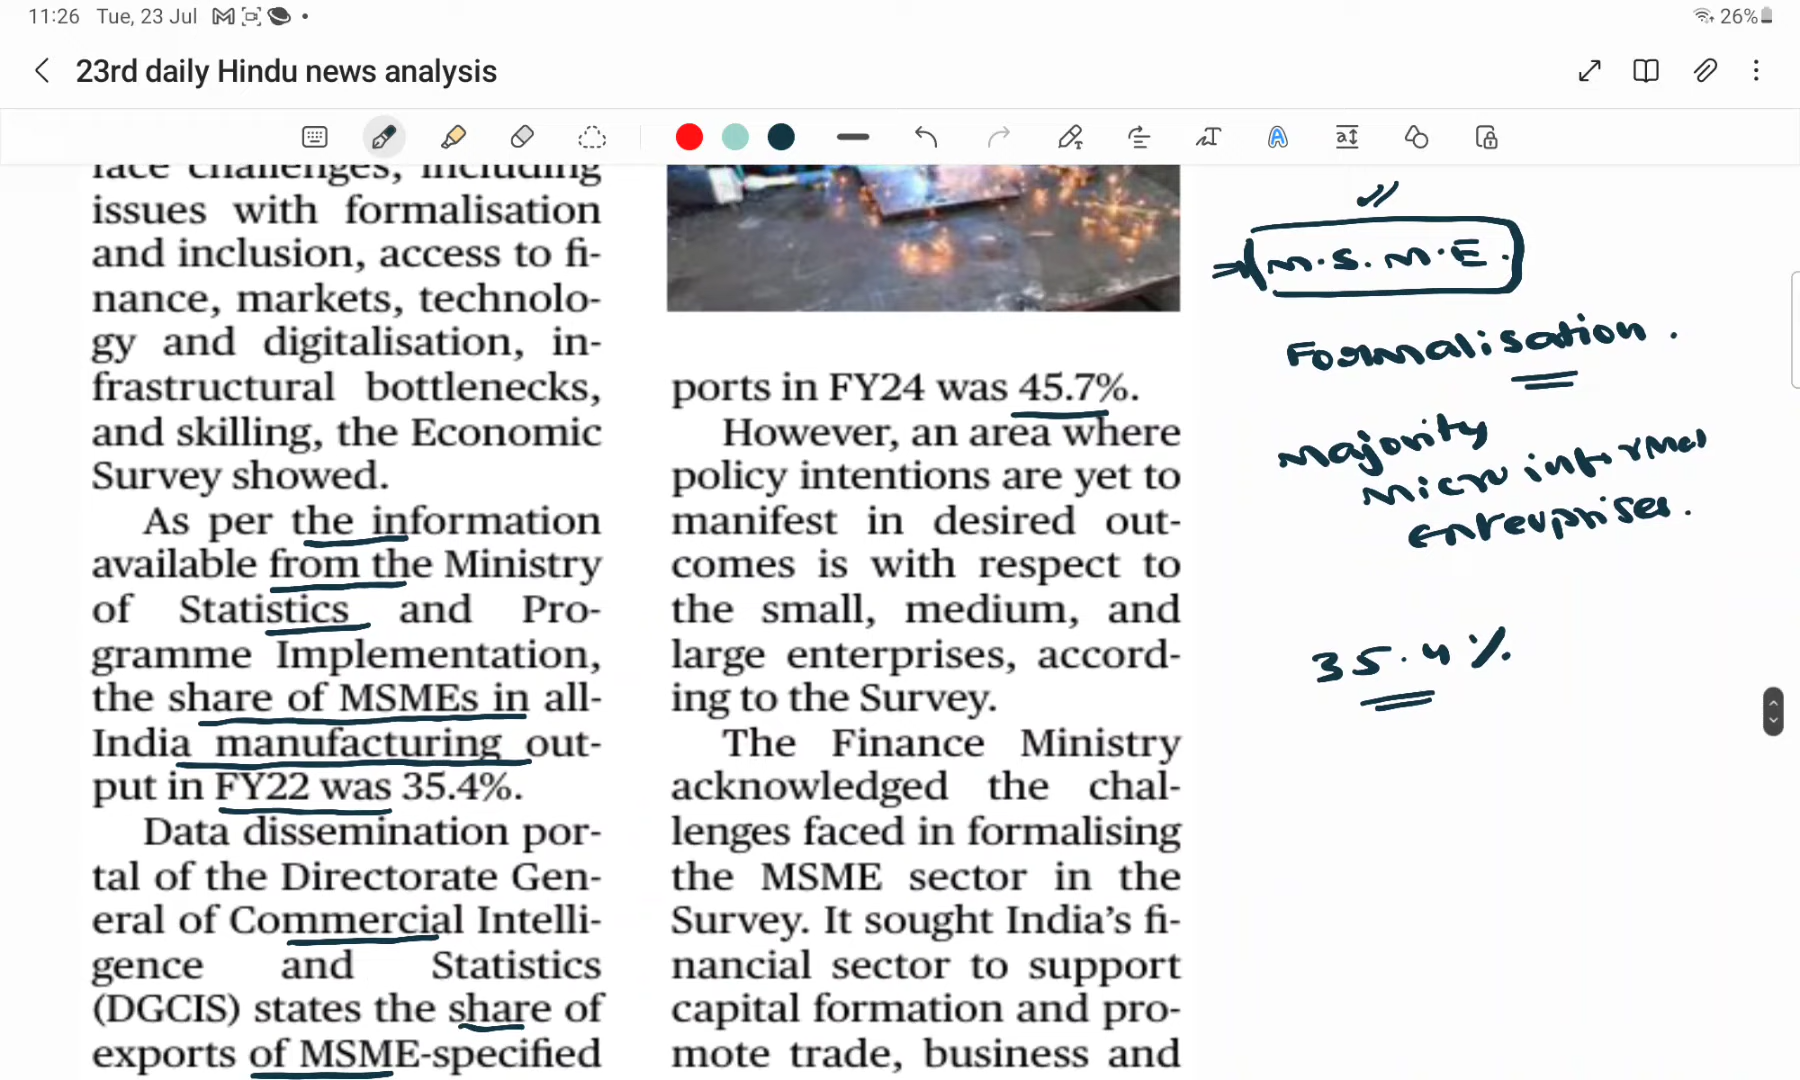 11:26 Tue, 23 Jul
26%
23rd daily Hindu news analysis
face challenges, including
issues with formalisation
and inclusion, access to fi-
nance, markets, technolo-
gy and digitalisation, in-
frastructural bottlenecks,
and skilling, the Economic
Survey showed.
As per the information
available from the Ministry
of Statistics and Pro-
gramme Implementation,
the share of MSMEs in all-
India manufacturing out-
put in FY22 was 35.4%.
Data dissemination por-
tal of the Directorate Gen-
eral of Commercial Intelli-
gence and Statistics
(DGCIS) states the share of
exports of MSME-specified
ports in FY24 was 45.7%.
However, an area where
policy intentions are yet to
manifest in desired out-
comes is with respect to
the small, medium, and
large enterprises, accord-
ing to the Survey.
The Finance Ministry
acknowledged the chal-
lenges faced in formalising
the MSME sector in the
Survey. It sought India's fi-
nancial sector to support
capital formation and pro-
mote trade, business and
M.S.M.E.
Formalisation.
Majority
micro informal
enterprises.
35.4%